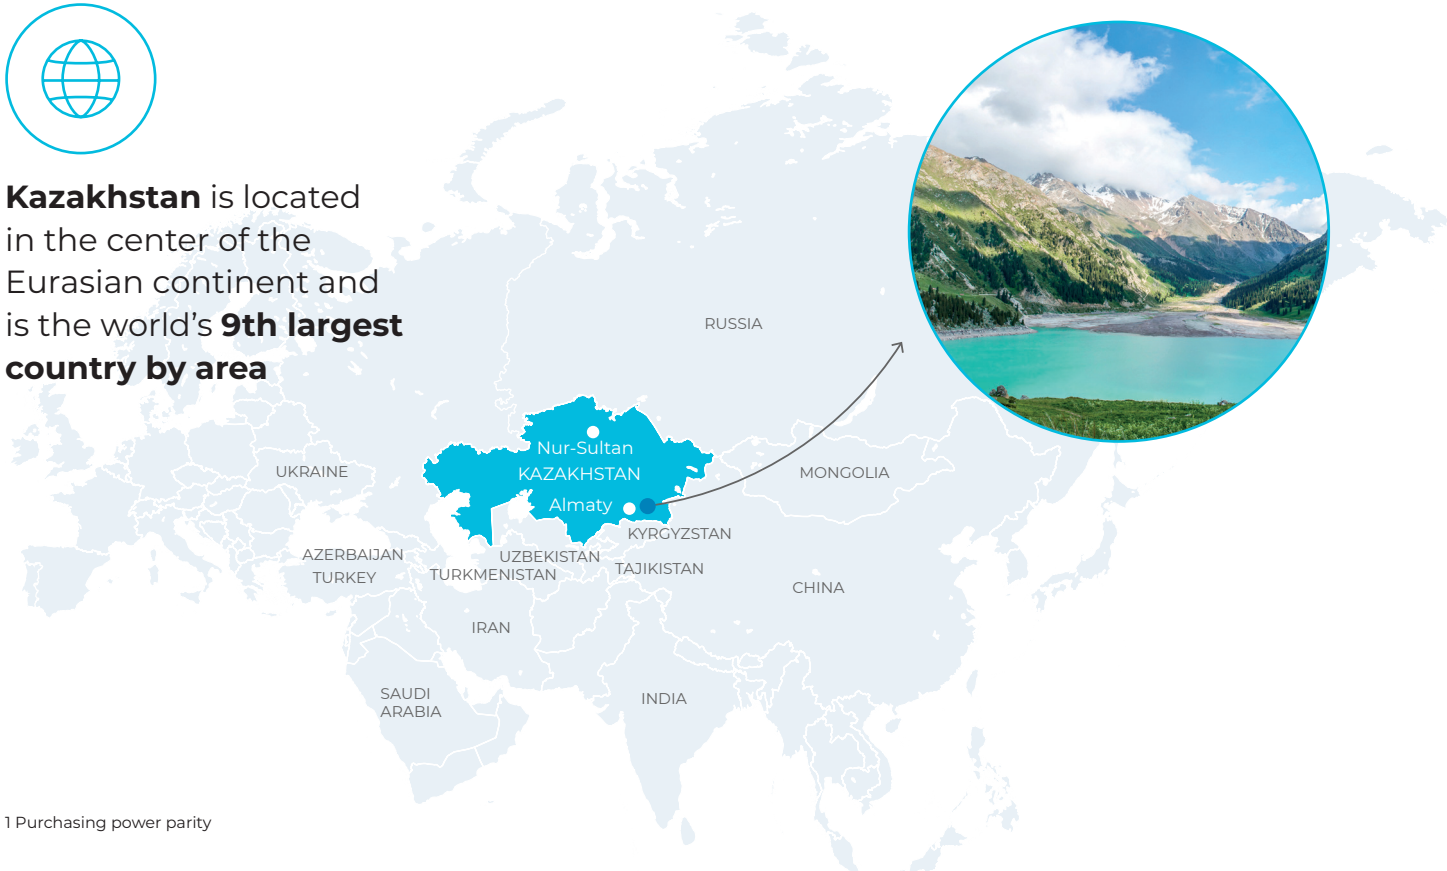 Kazakhstan is located
in the center of the
Eurasian continent and
is the world’s 9th largest
country by area
RUSSIA
Nur-Sultan
UKRAINE
KAZAKHSTAN
MONGOLIA
Almaty
KYRGYZSTAN
AZERBAIJAN
UZBEKISTAN
TURKEY
TURKMENISTAN
TAJIKISTAN
CHINA
IRAN
SAUDI
ARABIA
INDIA
1 Purchasing power parity